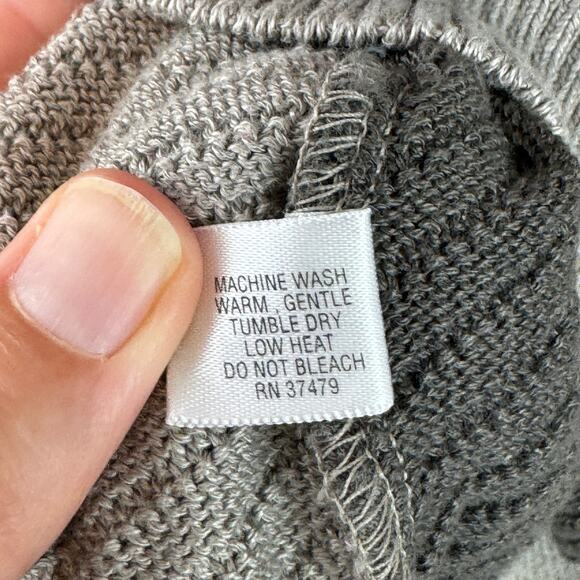 MACHINE WASH
WARM , GENTLE
TUMBLE DRY
LOW HEAT
DO NOT BLEACH
RN 37479